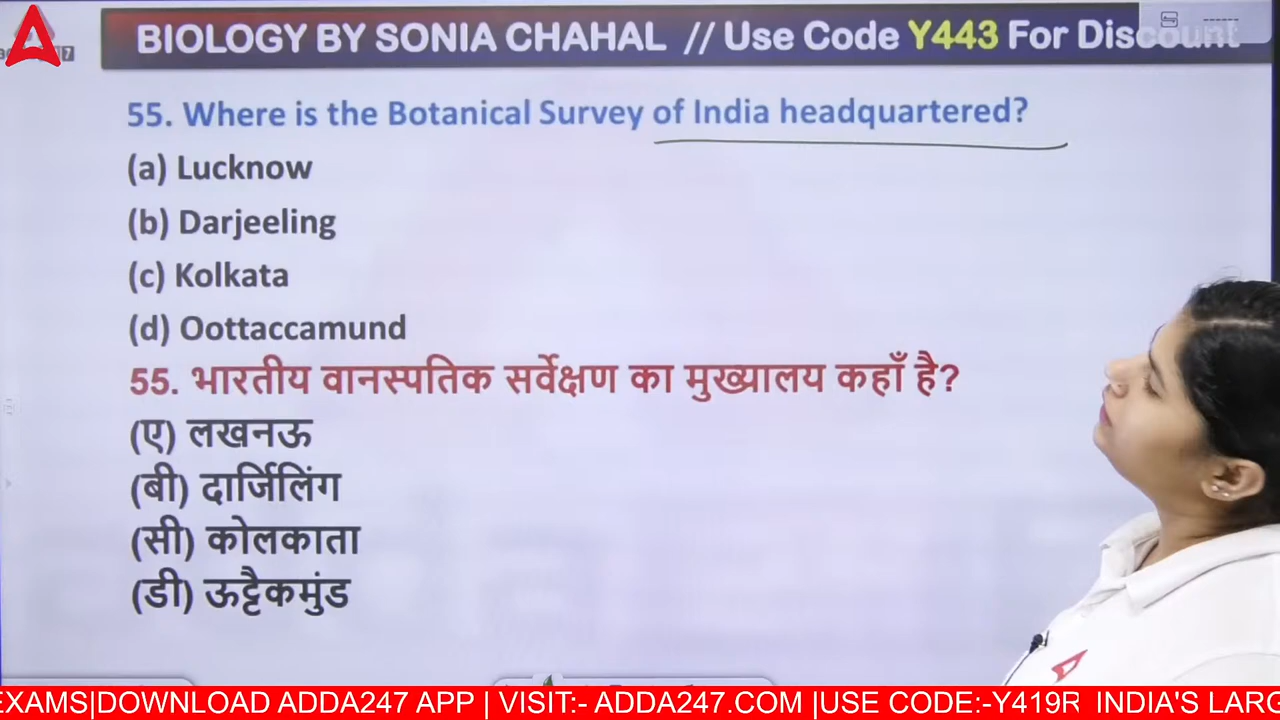 BIOLOGY BY SONIA CHAHAL // Use Code Y443 For Discount
55. Where is the Botanical Survey of India headquartered?
(a) Lucknow
(b) Darjeeling
(c) Kolkata
(d) Oottaccamund
55. भारतीय वानस्पतिक सर्वेक्षण का मुख्यालय कहाँ है?
(ए) लखनऊ
(बी) दार्जिलिंग
(सी) कोलकाता
(डी) ऊट्टैकमुंड
EXAMS|DOWNLOAD ADDA247 APP | VISIT:- ADDA247.COM |USE CODE:-Y419R INDIA'S LARG